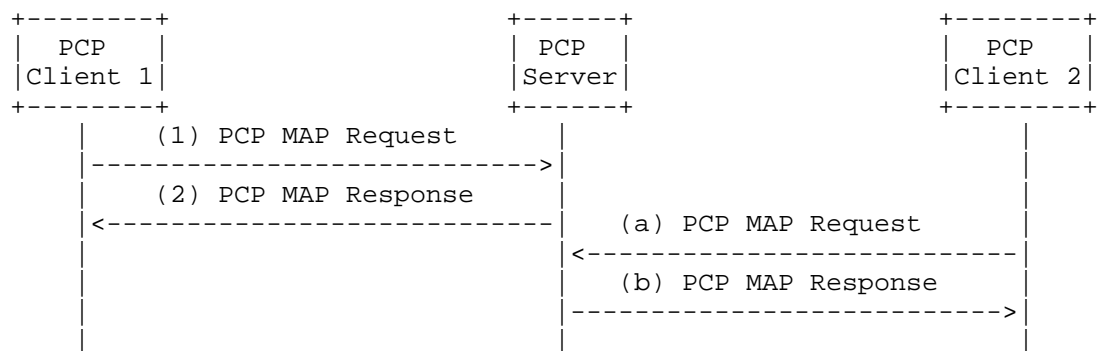 PCP PCP PCP
Client 1 Server Client 2
(1) PCP MAP Request
(2) PCP MAP Response
(a) PCP MAP Request
(b) PCP MAP Response